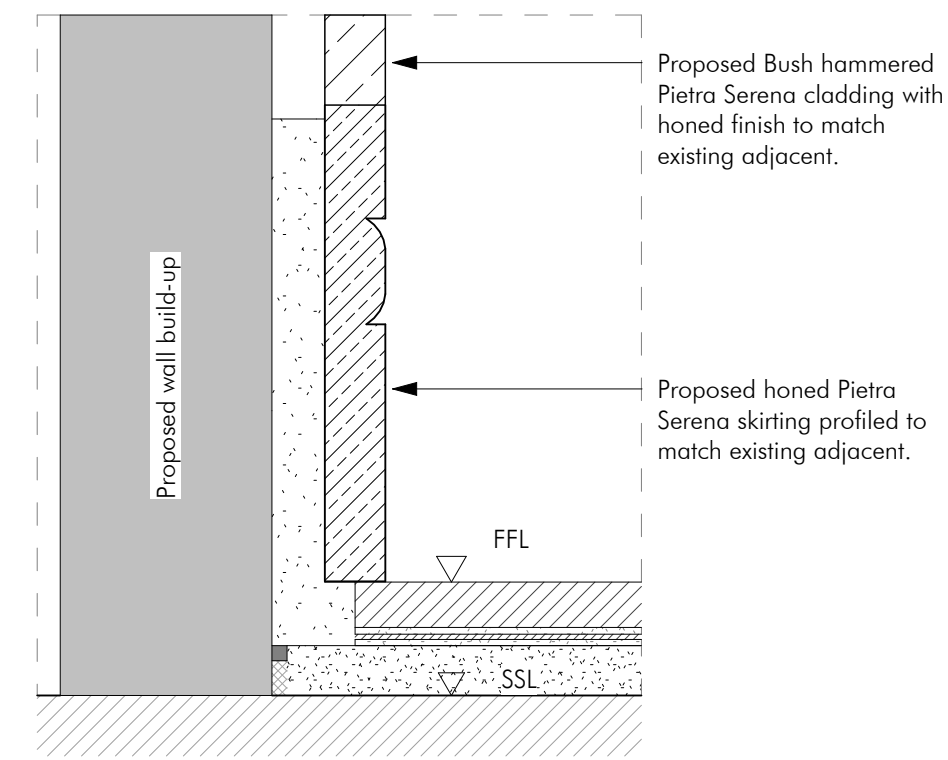 Proposed Bush hammered
Pietra Serena cladding with
honed finish to match
existing adjacent.
Proposed wall build-up
Proposed honed Pietra
Serena skirting profiled to
match existing adjacent.
FFL
SSL